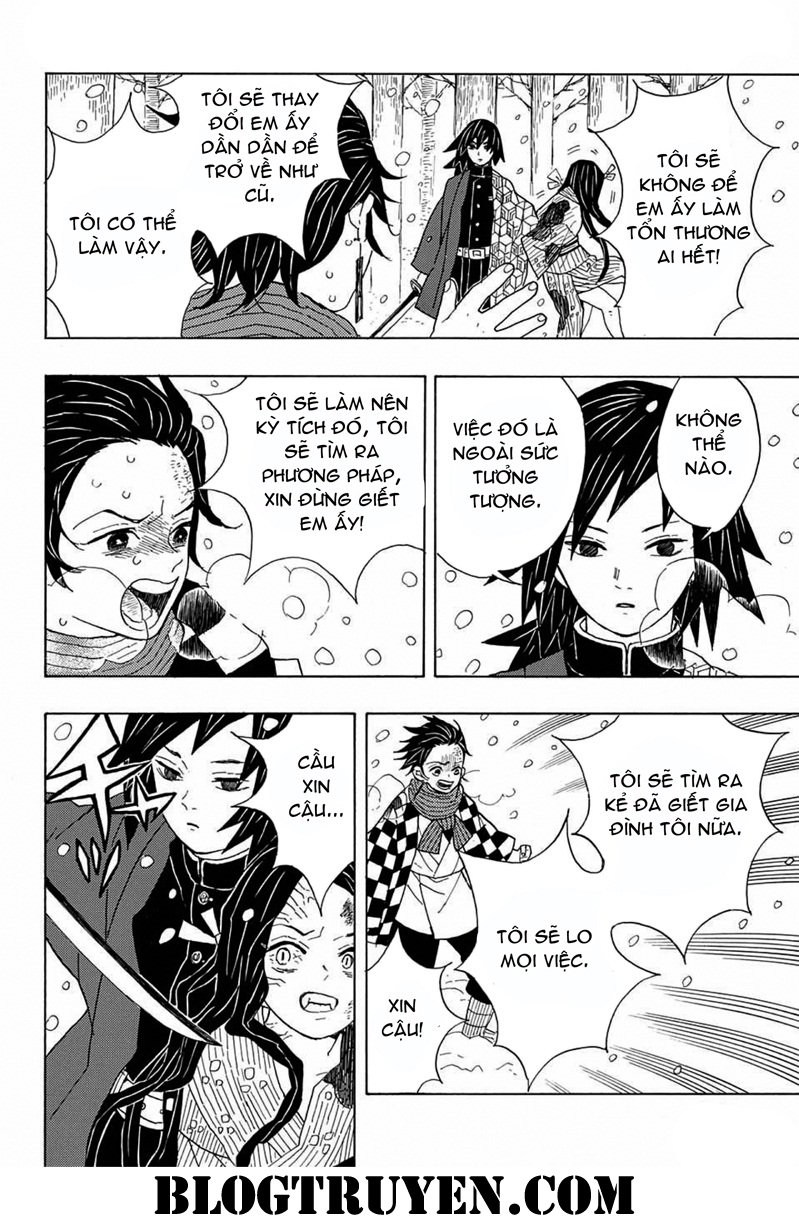 TÔI SẼ
KHÔNG ĐỂ
EM ẤY LÀM
TỔN THƯƠNG
AI HẾT!
TÔI SẼ THAY
ĐỔI EM ẤY
DẦN DẦN ĐỂ
TRỞ VỀ NHƯ
CŨ.
TÔI CÓ THỂ
LÀM VẬY.
KHÔNG
THỂ
NÀO.
VIỆC ĐÓ LÀ
NGOÀI SỨC
TƯỞNG
TƯỢNG.
TÔI SẼ LÀM NÊN
KỲ TÍCH ĐÓ, TÔI
SẼ TÌM RA
PHƯƠNG PHÁP,
XIN ĐỪNG GIẾT
EM ẤY!
TÔI SẼ TÌM RA
KẺ ĐÃ GIẾT GIA
ĐÌNH TÔI NỮA.
TÔI SẼ LO
MỌI VIỆC.
XIN
CẬU!
CẦU
XIN
CẬU...
BLOGTRUYEN.COM